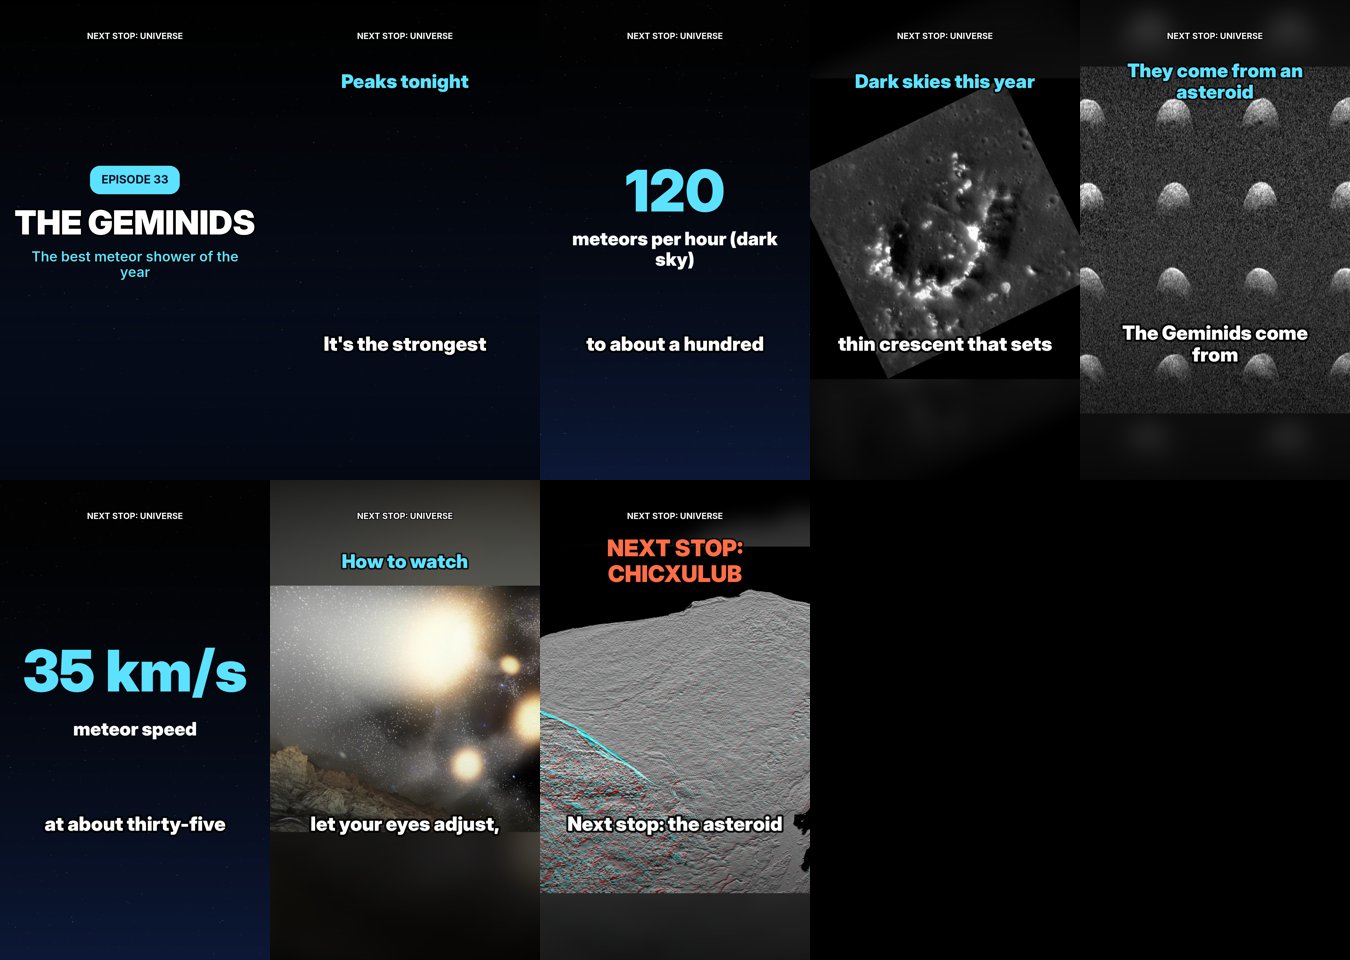 NEXT STOP: UNIVERSE
EPISODE 33
THE GEMINIDS
The best meteor shower of the
year
NEXT STOP: UNIVERSE
Peaks tonight
It's the strongest
NEXT STOP: UNIVERSE
120
meteors per hour (dark
sky)
to about a hundred
NEXT STOP: UNIVERSE
Dark skies this year
thin crescent that sets
NEXT STOP: UNIVERSE
They come from an
asteroid
The Geminids come
from
NEXT STOP: UNIVERSE
35 km/s
meteor speed
at about thirty-five
NEXT STOP: UNIVERSE
How to watch
let your eyes adjust,
NEXT STOP: UNIVERSE
NEXT STOP:
CHICXULUB
Next stop: the asteroid